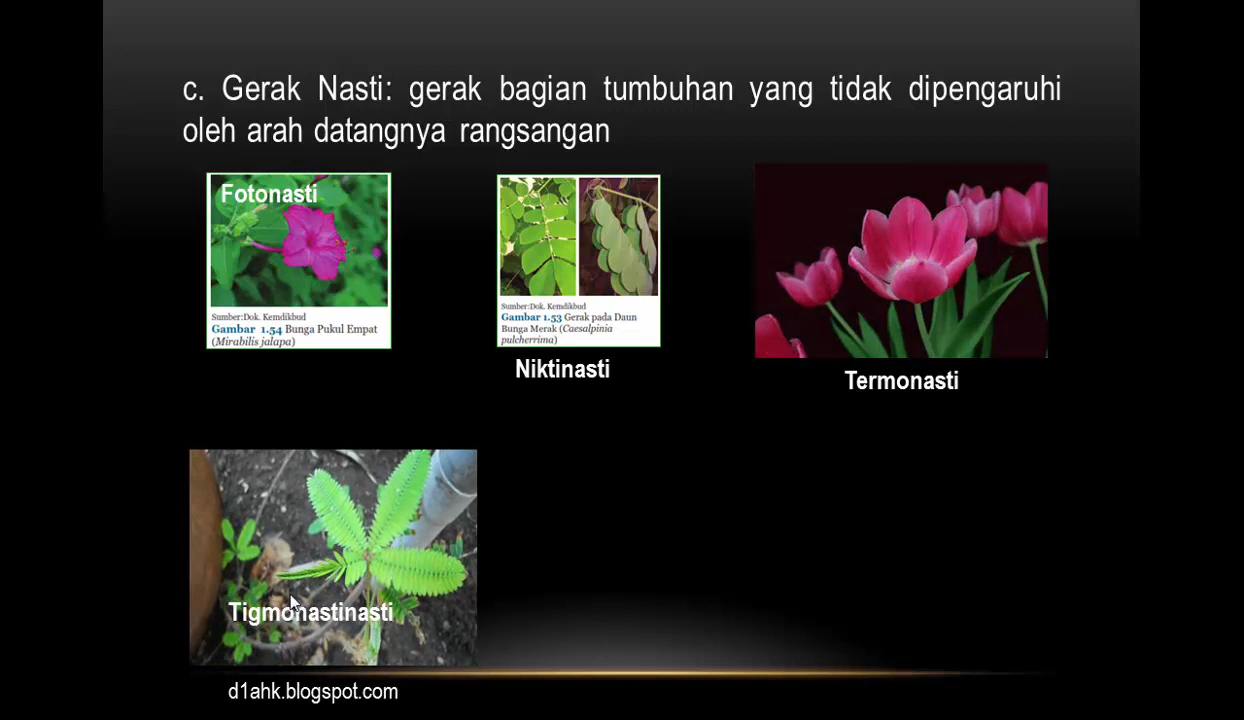 c. Gerak Nasti: gerak bagian tumbuhan yang tidak dipengaruhi
oleh arah datangnya rangsangan
Fotonasti
Sumber:Dok. Kemdikbud
Gambar 1.54 Bunga Pukul Empat
(Mirabilis jalapa)
Sumber:Dok. Kemdikbud
Gambar 1.53 Gerak pada Daun
Bunga Merak (Caesalpinia
pulcherrima)
Niktinasti
Termonasti
Tigmonastinasti
d1ahk.blogspot.com